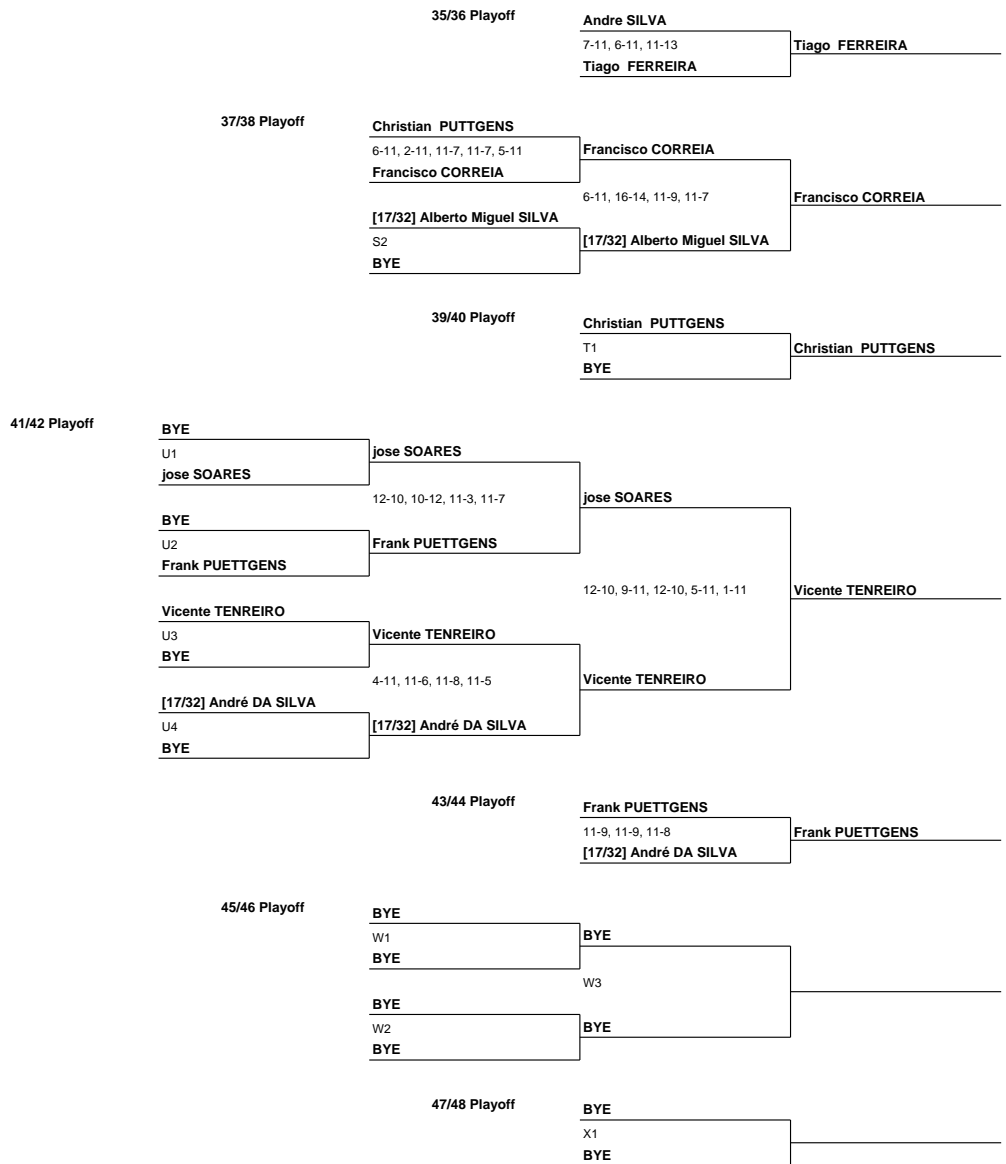 35/36 Playoff
Andre SILVA
7-11, 6-11, 11-13
Tiago FERREIRA
Tiago FERREIRA
37/38 Playoff
Christian PUTTGENS
6-11, 2-11, 11-7, 11-7, 5-11
Francisco CORREIA
Francisco CORREIA
6-11, 16-14, 11-9, 11-7
Francisco CORREIA
[17/32] Alberto Miguel SILVA
S2
[17/32] Alberto Miguel SILVA
BYE
39/40 Playoff
Christian PUTTGENS
T1
Christian PUTTGENS
BYE
41/42 Playoff
BYE
U1
jose SOARES
jose SOARES
12-10, 10-12, 11-3, 11-7
jose SOARES
BYE
U2
Frank PUETTGENS
Frank PUETTGENS
12-10, 9-11, 12-10, 5-11, 1-11
Vicente TENREIRO
Vicente TENREIRO
U3
Vicente TENREIRO
BYE
4-11, 11-6, 11-8, 11-5
Vicente TENREIRO
[17/32] André DA SILVA
U4
[17/32] André DA SILVA
BYE
43/44 Playoff
Frank PUETTGENS
11-9, 11-9, 11-8
Frank PUETTGENS
[17/32] André DA SILVA
45/46 Playoff
BYE
W1
BYE
BYE
W3
BYE
W2
BYE
BYE
47/48 Playoff
BYE
X1
BYE